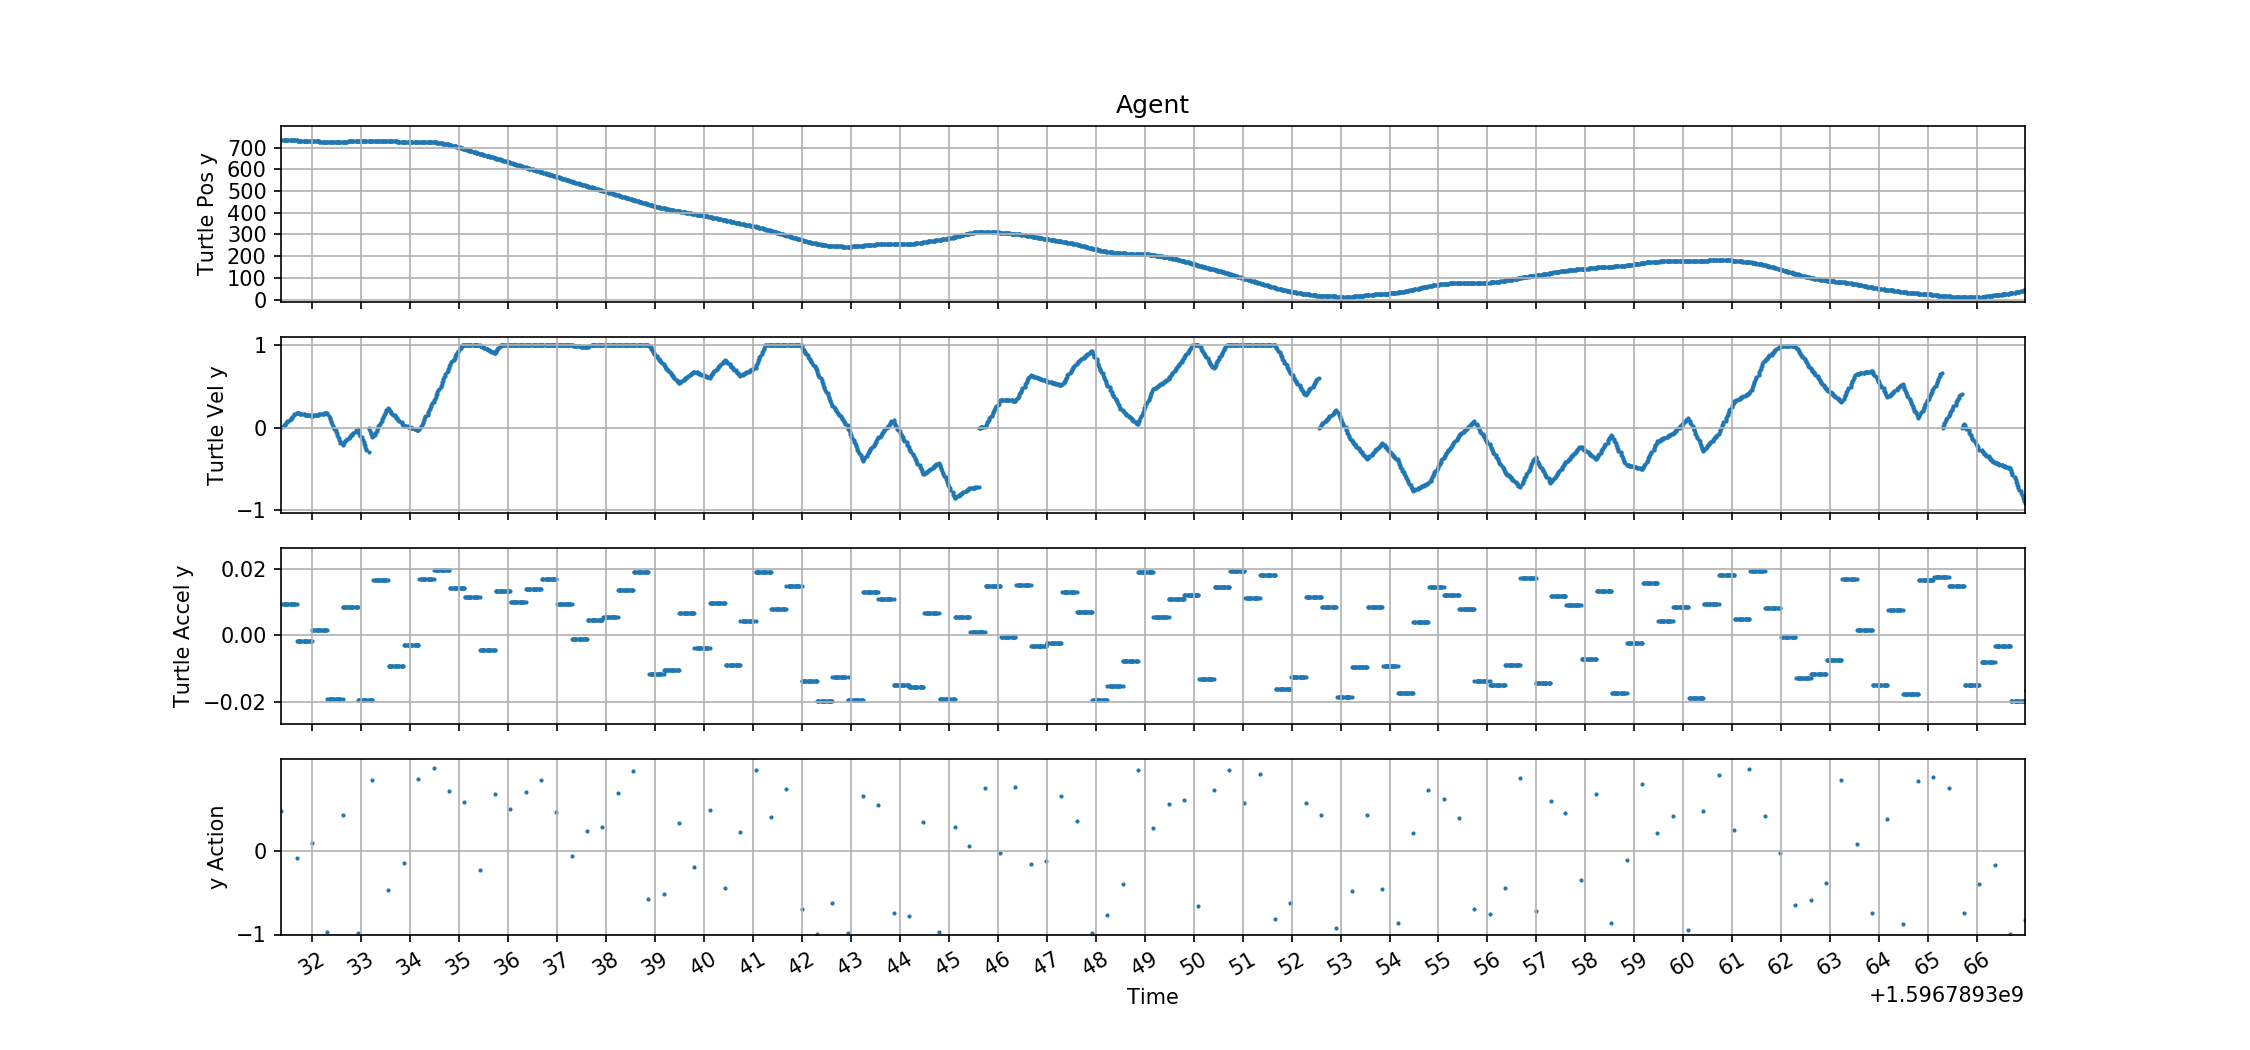 Agent
Turtle Pos y
700
600
500
400
300
200
100
0
Turtle Vel y
1
0
−1
Turtle Accel y
0.02
0.00
−0.02
y Action
0
−1
32 33 34 35 36 37 38 39 40 41 42 43 44 45 46 47 48 49 50 51 52 53 54 55 56 57 58 59 60 61 62 63 64 65 66
Time
+1.5967893e9